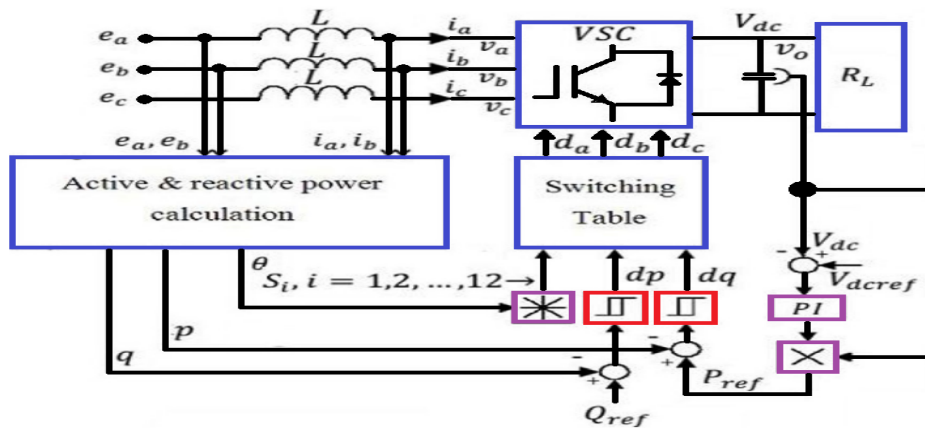 e_a
e_b
e_c
L
L
L
i_a
i_b
i_c
v_a
v_b
v_c
VSC
V_dc
v_o
R_L
e_a, e_b
i_a, i_b
d_a
d_b
d_c
Active & reactive power
calculation
Switching
Table
θ
S_i, i = 1,2, ...,12→
dp
dq
- +
V_dc
V_dcref
PI
×
p
q
-
+
-
+
P_ref
Q_ref